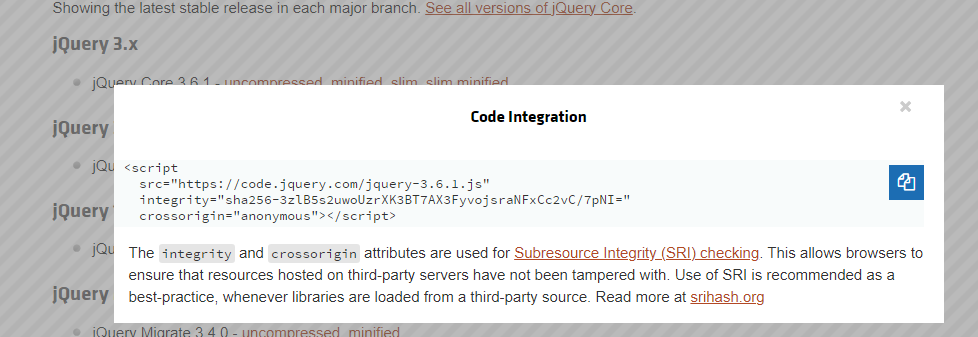 Showing the latest stable release in each major branch. See all versions of jQuery Core.
jQuery 3.x
jQuery Core 3.6.1 - uncompressed, minified, slim, slim minified
Code Integration
×
jQuery
jQu
<script
src="https://code.jquery.com/jquery-3.6.1.js"
integrity="sha256-3zlB5s2uwoUzrXK3BT7AX3FyvojsraNFxCc2vC/7pNI="
crossorigin="anonymous"></script>
jQuery
jQu
The integrity and crossorigin attributes are used for Subresource Integrity (SRI) checking. This allows browsers to
ensure that resources hosted on third-party servers have not been tampered with. Use of SRI is recommended as a
best-practice, whenever libraries are loaded from a third-party source. Read more at srihash.org
jQuery
jQuery Migrate 3.4.0 - uncompressed, minified